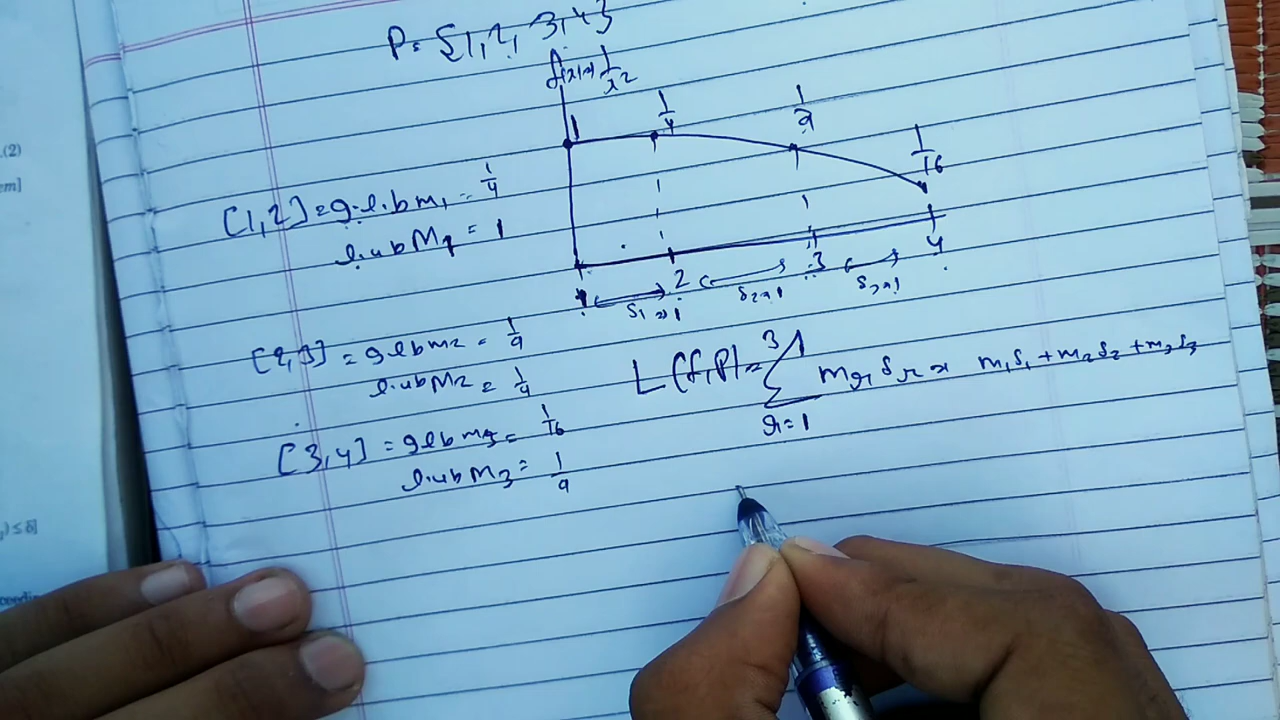 P = {1, 2, 3, 4}
f(x) = 1/x²
1
1/4
1/9
1/16
[1,2] = g.l.b m₁ = 1/4
l.u.b M₁ = 1
1 2 3 4
δ₁ = 1 δ₂ = 1 δ₃ = 1
[2,3] = g l b m₂ = 1/9
l.u.b M₂ = 1/4
L(f,P) = 3 Σ r=1 mᵣ δᵣ = m₁δ₁ + m₂δ₂ + m₃δ₃
[3,4] = g l b m₃ = 1/16
l.u.b M₃ = 1/9
.(2)
em]
,) ≤ δ]